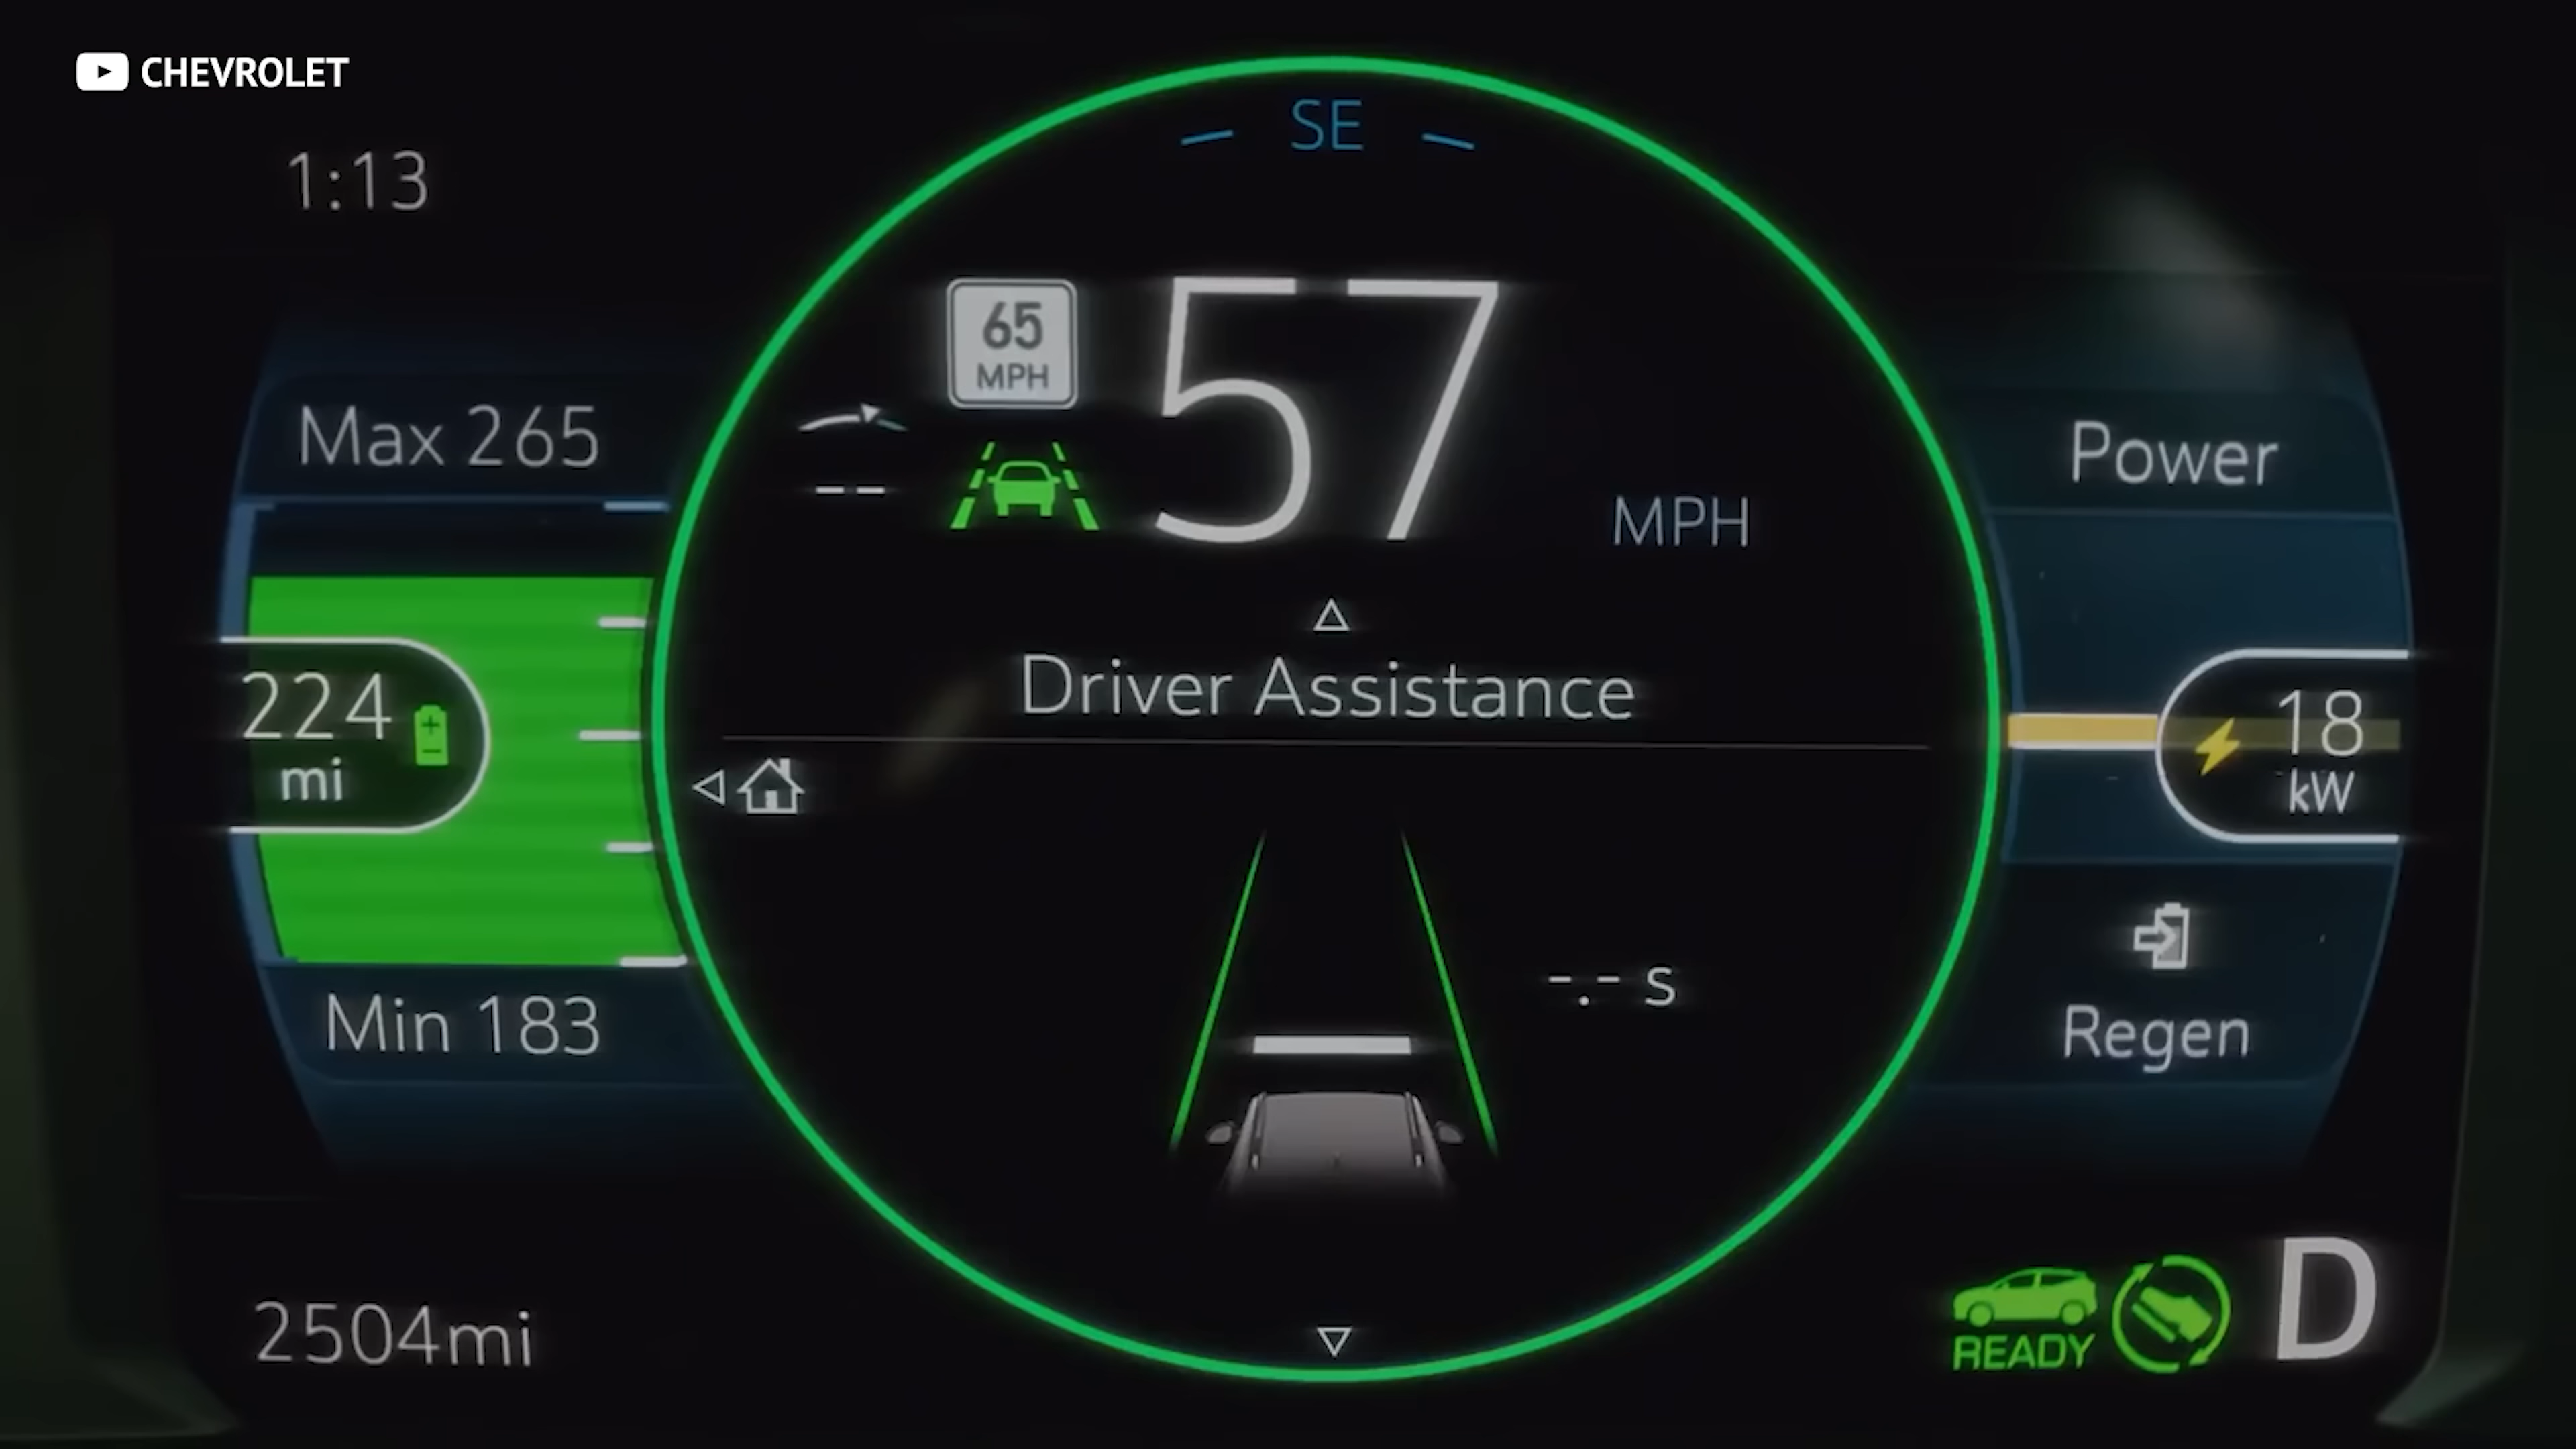 CHEVROLET
SE
1:13
65
MPH
57
MPH
--
Max 265
Power
Driver Assistance
224
mi
18
kW
-.- s
Min 183
Regen
2504mi
READY
D